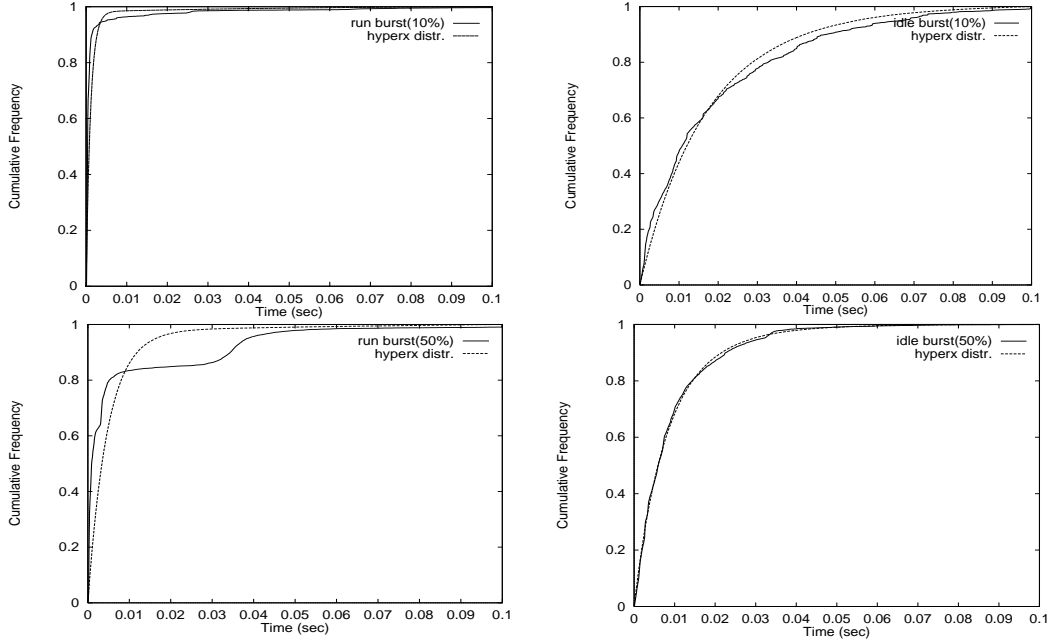 run burst(10%)
hyperx distr.
Cumulative Frequency
1
0.8
0.6
0.4
0.2
0
0 0.01 0.02 0.03 0.04 0.05 0.06 0.07 0.08 0.09 0.1
Time (sec)
idle burst(10%)
hyperx distr.
Cumulative Frequency
1
0.8
0.6
0.4
0.2
0
0 0.01 0.02 0.03 0.04 0.05 0.06 0.07 0.08 0.09 0.1
Time (sec)
run burst(50%)
hyperx distr.
Cumulative Frequency
1
0.8
0.6
0.4
0.2
0
0 0.01 0.02 0.03 0.04 0.05 0.06 0.07 0.08 0.09 0.1
Time (sec)
idle burst(50%)
hyperx distr.
Cumulative Frequency
1
0.8
0.6
0.4
0.2
0
0 0.01 0.02 0.03 0.04 0.05 0.06 0.07 0.08 0.09 0.1
Time (sec)